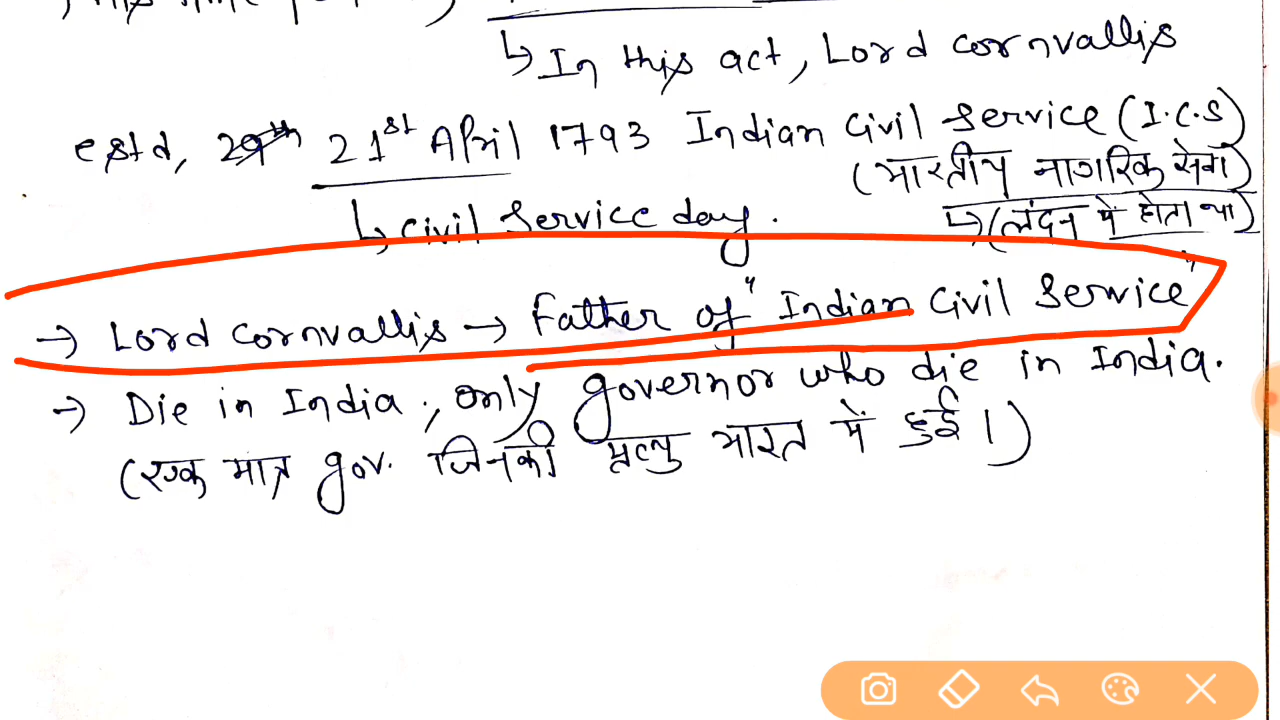 ↳ In this act, Lord Cornvallis
estd, 29th 21st April 1793 Indian Civil Service (I.C.S)
(भारतीय नागरिक सेवा)
↳ Civil Service day.
↳ (लंदन में होता था)
→ Lord Cornvallis → Father of "Indian Civil Service"
→ Die in India., only governor who die in India.
(एक मात्र gov. जिनकी मृत्यु भारत में हुई।)